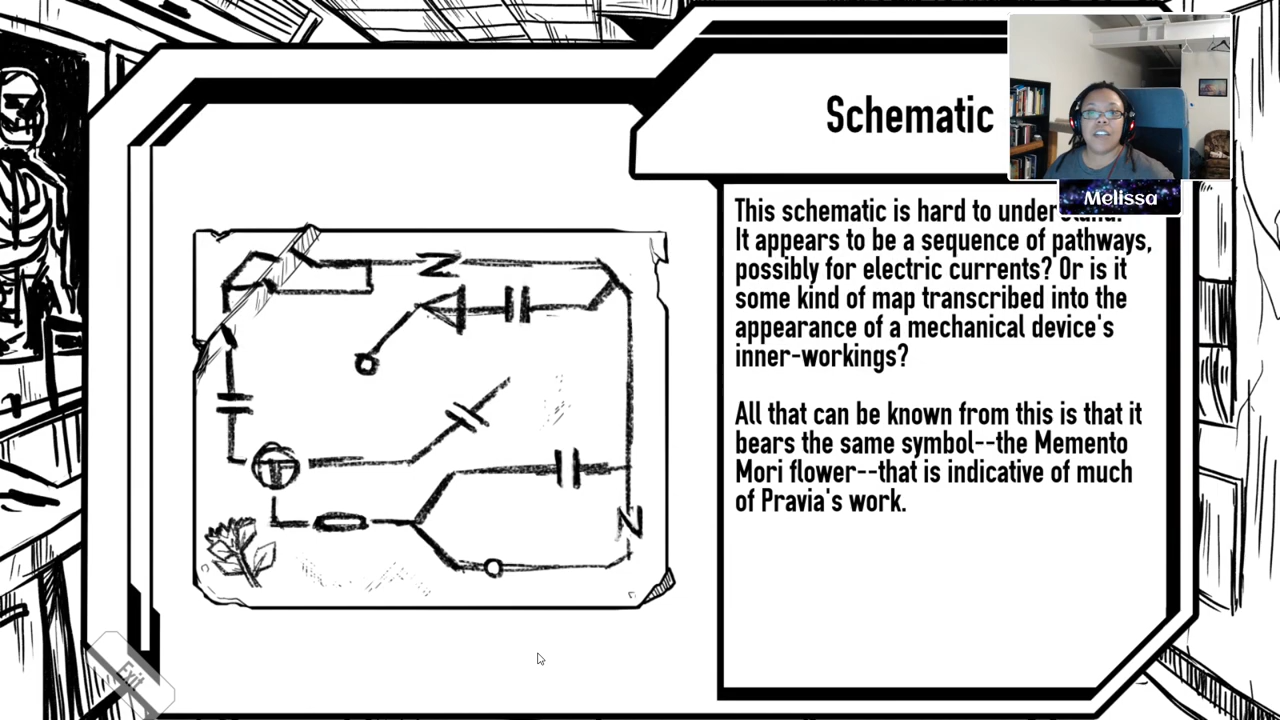 Schematic
Melissa
This schematic is hard to
It appears to be a sequence of pathways,
possibly for electric currents? Or is it
some kind of map transcribed into the
appearance of a mechanical device's
inner-workings?
All that can be known from this is that it
bears the same symbol--the Memento
Mori flower--that is indicative of much
of Pravia's work.
N
T
N
Exit